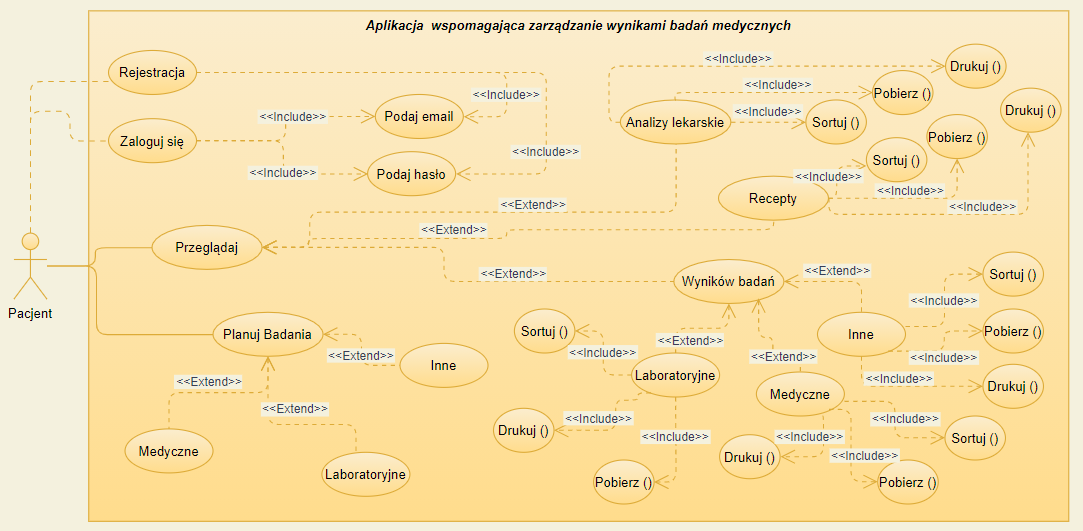 Aplikacja wspomagająca zarządzanie wynikami badań medycznych
Rejestracja
<<Include>>
Drukuj ()
<<Include>>
Pobierz ()
<<Include>>
Podaj email
<<Include>>
Analizy lekarskie
<<Include>>
Sortuj ()
Drukuj ()
Zaloguj się
Pobierz ()
<<Include>>
Sortuj ()
<<Include>>
Podaj hasło
<<Include>>
<<Include>>
Recepty
<<Extend>>
<<Include>>
<<Extend>>
Przeglądaj
<<Extend>>
Wyników badań
<<Extend>>
Sortuj ()
<<Include>>
Pacjent
Planuj Badania
Sortuj ()
<<Extend>>
Inne
Pobierz ()
<<Include>>
<<Extend>>
<<Extend>>
<<Include>>
Inne
Laboratoryjne
<<Extend>>
Medyczne
Drukuj ()
<<Extend>>
<<Include>>
<<Include>>
Drukuj ()
<<Include>>
<<Include>>
Sortuj ()
Medyczne
Drukuj ()
<<Include>>
Laboratoryjne
Pobierz ()
Pobierz ()